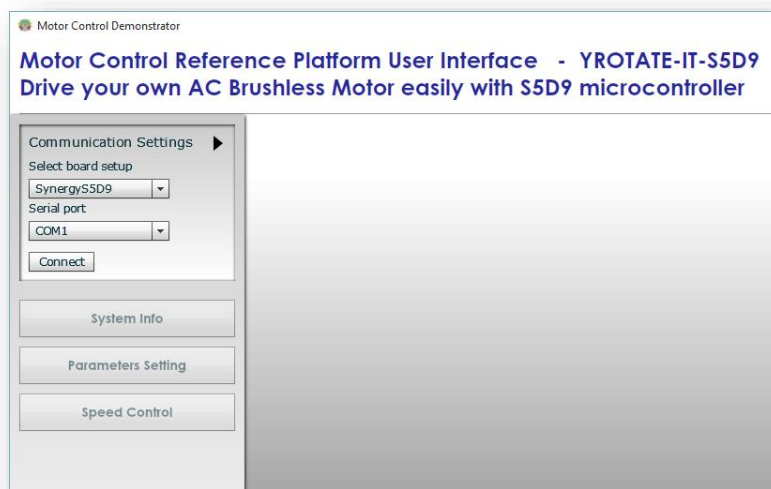 Motor Control Demonstrator
Motor Control Reference Platform User Interface - YROTATE-IT-S5D9
Drive your own AC Brushless Motor easily with S5D9 microcontroller
Communication Settings
Select board setup
SynergyS5D9
Serial port
COM1
Connect
System Info
Parameters Setting
Speed Control